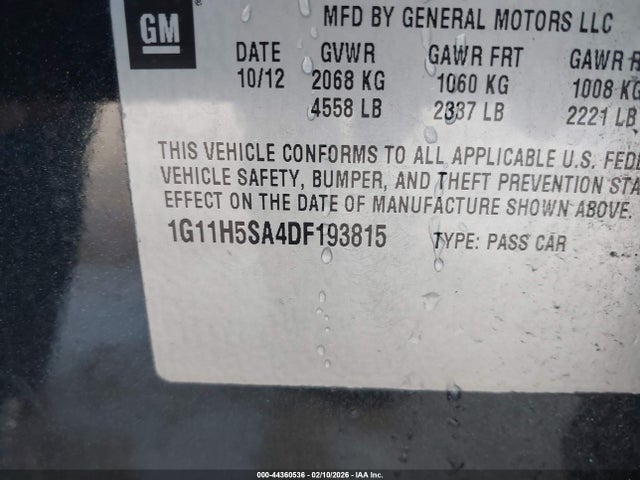 GM
®
MFD BY GENERAL MOTORS LLC
DATE GVWR GAWR FRT GAWR R
10/12 2068 KG 1060 KG 1008 KG
4558 LB 2337 LB 2221 LB
THIS VEHICLE CONFORMS TO ALL APPLICABLE U.S. FEDE
VEHICLE SAFETY, BUMPER, AND THEFT PREVENTION STA
EFFECT ON THE DATE OF MANUFACTURE SHOWN ABOVE.
1G11H5SA4DF193815 TYPE: PASS CAR
000-44360536 - 02/10/2026 - IAA Inc.